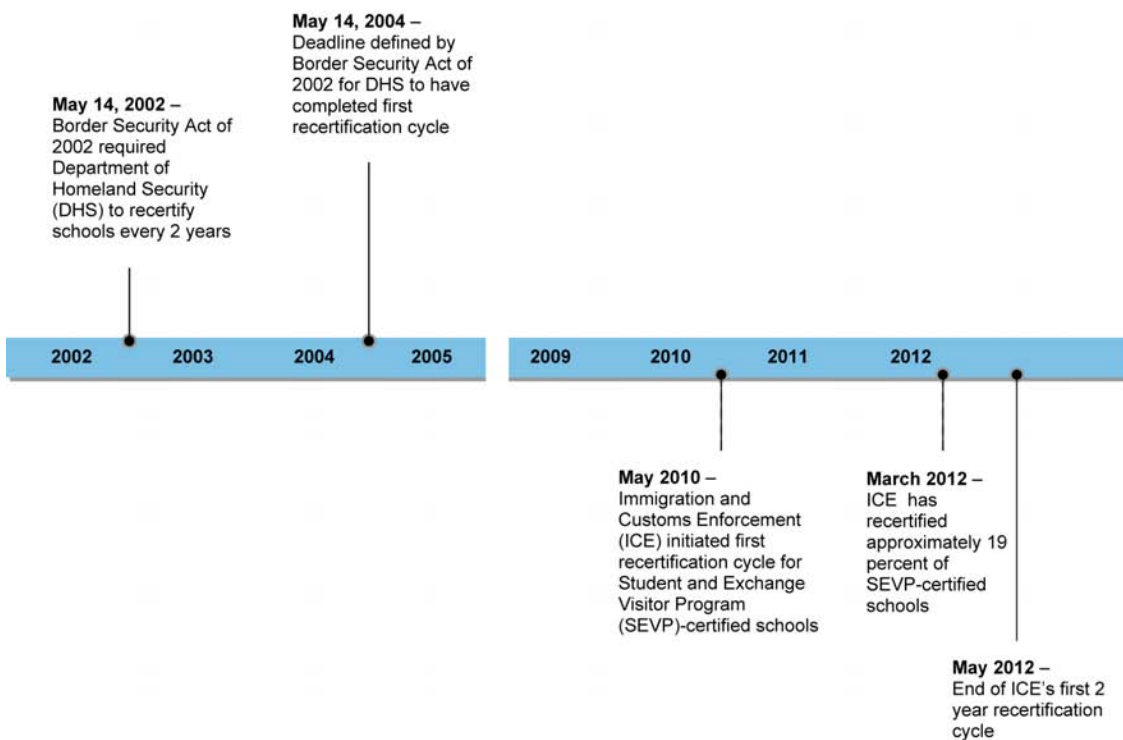 May 14, 2002 –
Border Security Act of
2002 required
Department of
Homeland Security
(DHS) to recertify
schools every 2 years
May 14, 2004 –
Deadline defined by
Border Security Act of
2002 for DHS to have
completed first
recertification cycle
2002 2003 2004 2005 2009 2010 2011 2012
May 2010 –
Immigration and
Customs Enforcement
(ICE) initiated first
recertification cycle for
Student and Exchange
Visitor Program
(SEVP)-certified schools
March 2012 –
ICE has
recertified
approximately 19
percent of
SEVP-certified
schools
May 2012 –
End of ICE's first 2
year recertification
cycle